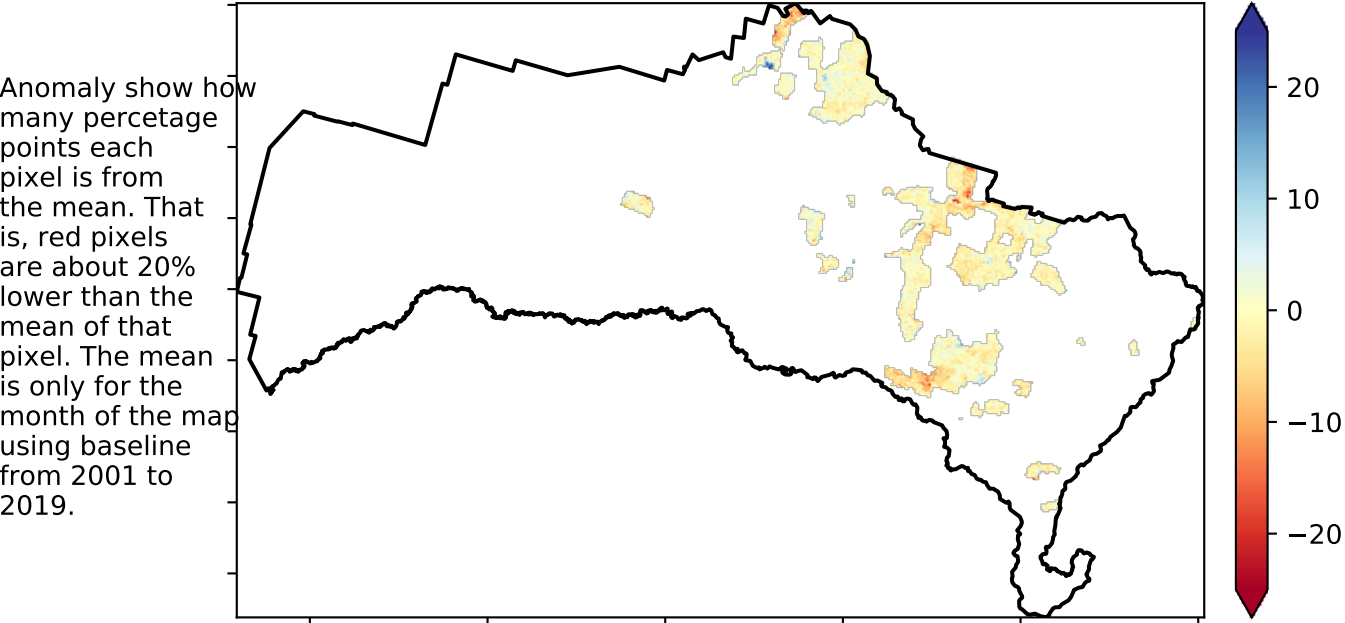 Anomaly show how
many percetage
points each
pixel is from
the mean. That
is, red pixels
are about 20%
lower than the
mean of that
pixel. The mean
is only for the
month of the map
using baseline
from 2001 to
2019.
20
10
0
−10
−20